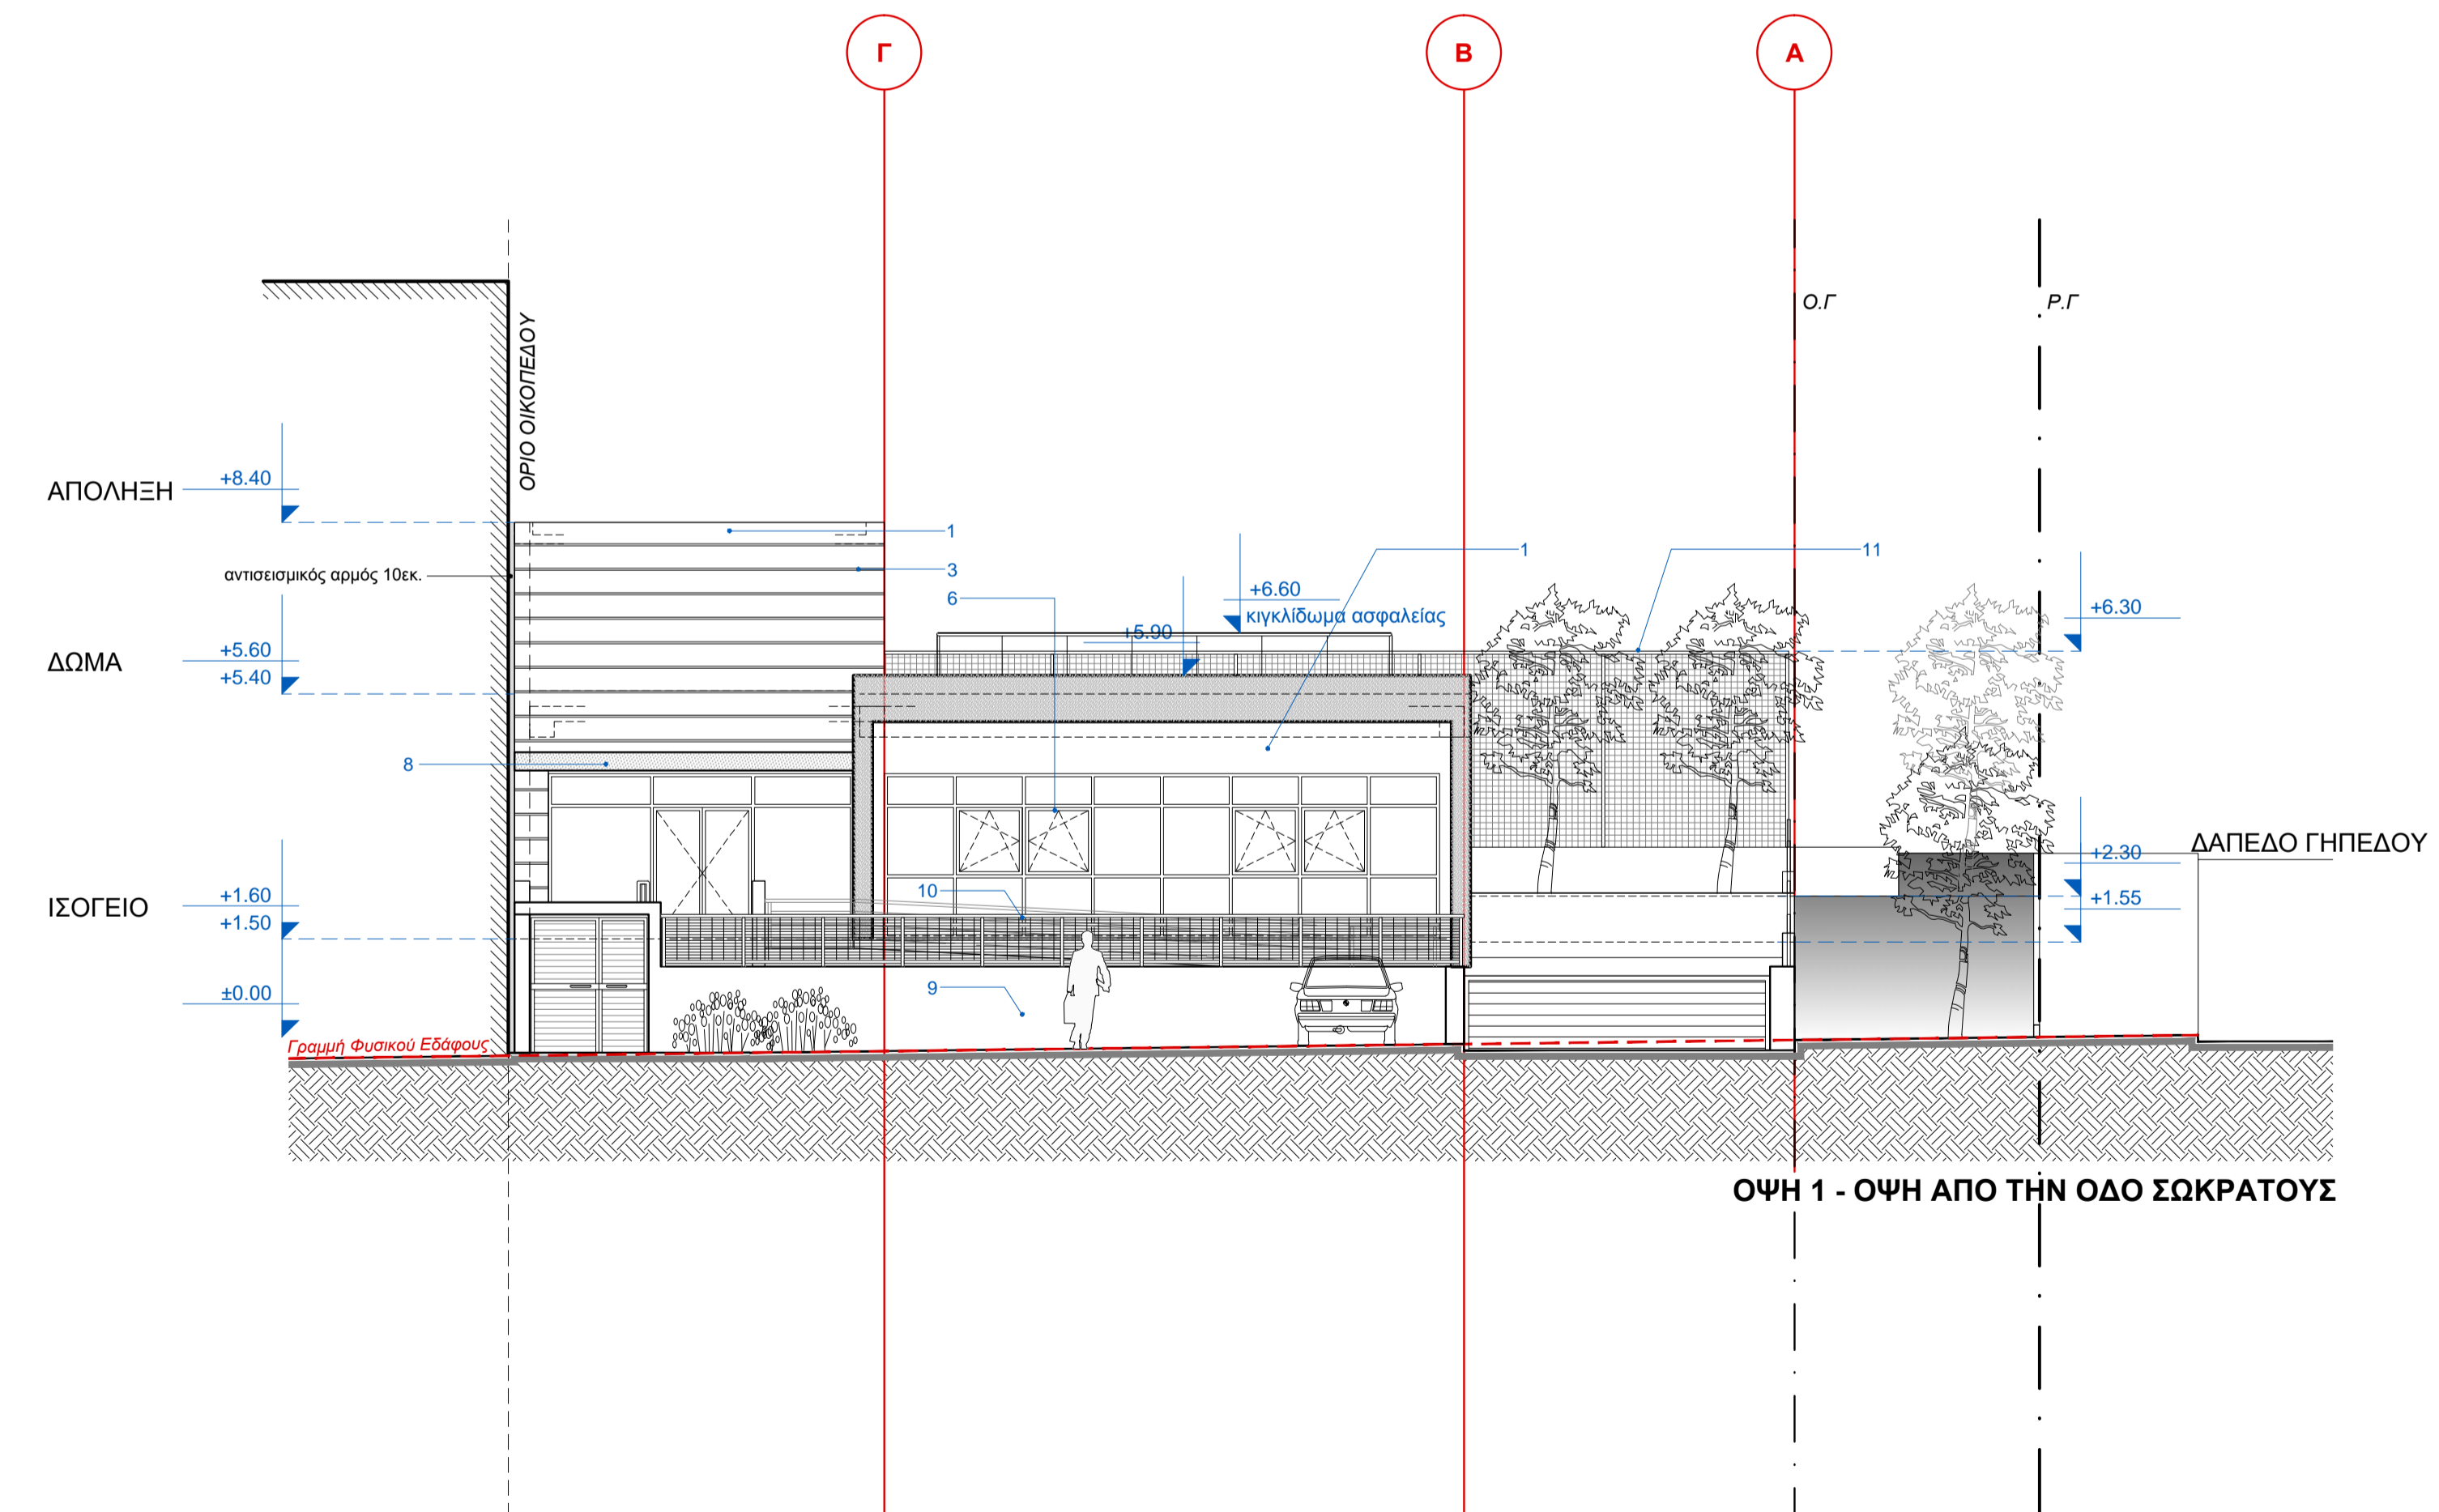 Γ
Β
Α
Ο.Γ
Ρ.Γ
ΟΡΙΟ ΟΙΚΟΠΕΔΟΥ
ΑΠΟΛΗΞΗ
+8.40
1
1
11
αντισεισμικός αρμός 10εκ.
3
6
+6.60
κιγκλίδωμα ασφαλείας
+6.30
+5.90
ΔΩΜΑ
+5.60
+5.40
8
ΔΑΠΕΔΟ ΓΗΠΕΔΟΥ
+2.30
+1.55
10
ΙΣΟΓΕΙΟ
+1.60
+1.50
9
±0.00
Γραμμή Φυσικού Εδάφους
ΟΨΗ 1 - ΟΨΗ ΑΠΟ ΤΗΝ ΟΔΟ ΣΩΚΡΑΤΟΥΣ